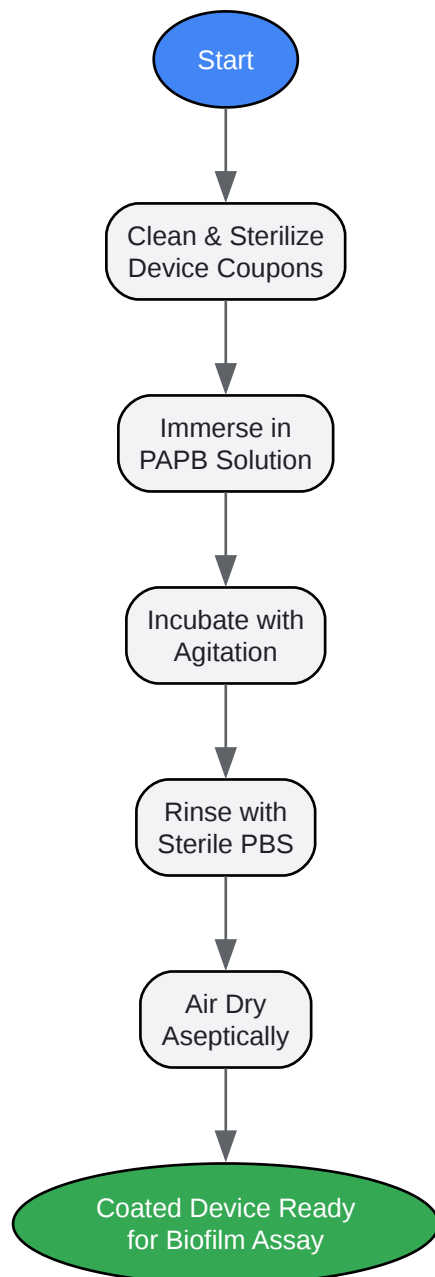 Start
Clean & Sterilize
Device Coupons
Immerse in
PAPB Solution
Incubate with
Agitation
Rinse with
Sterile PBS
Air Dry
Aseptically
Coated Device Ready
for Biofilm Assay